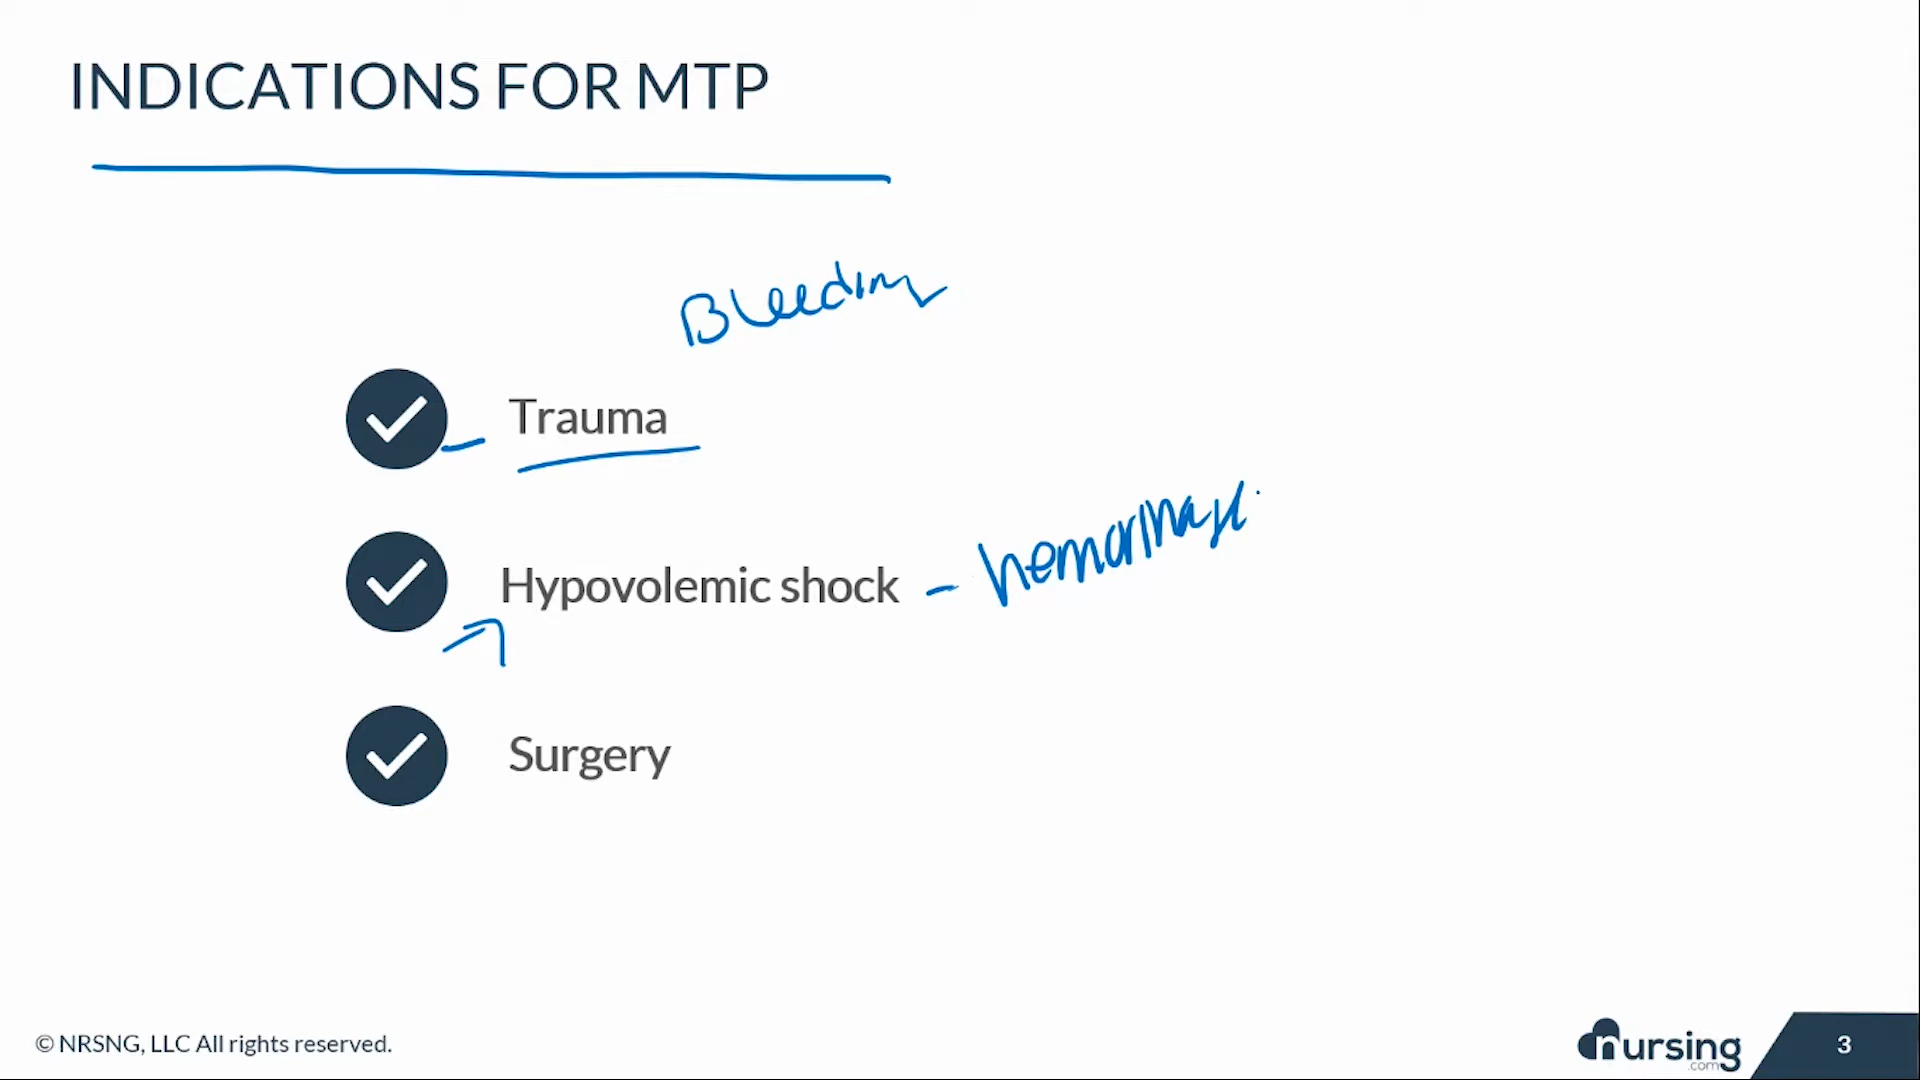 INDICATIONS FOR MTP
Bleeding
Trauma
Hypovolemic shock -
Surgery
© NRSNG, LLC All rights reserved.
nursing
.com
3